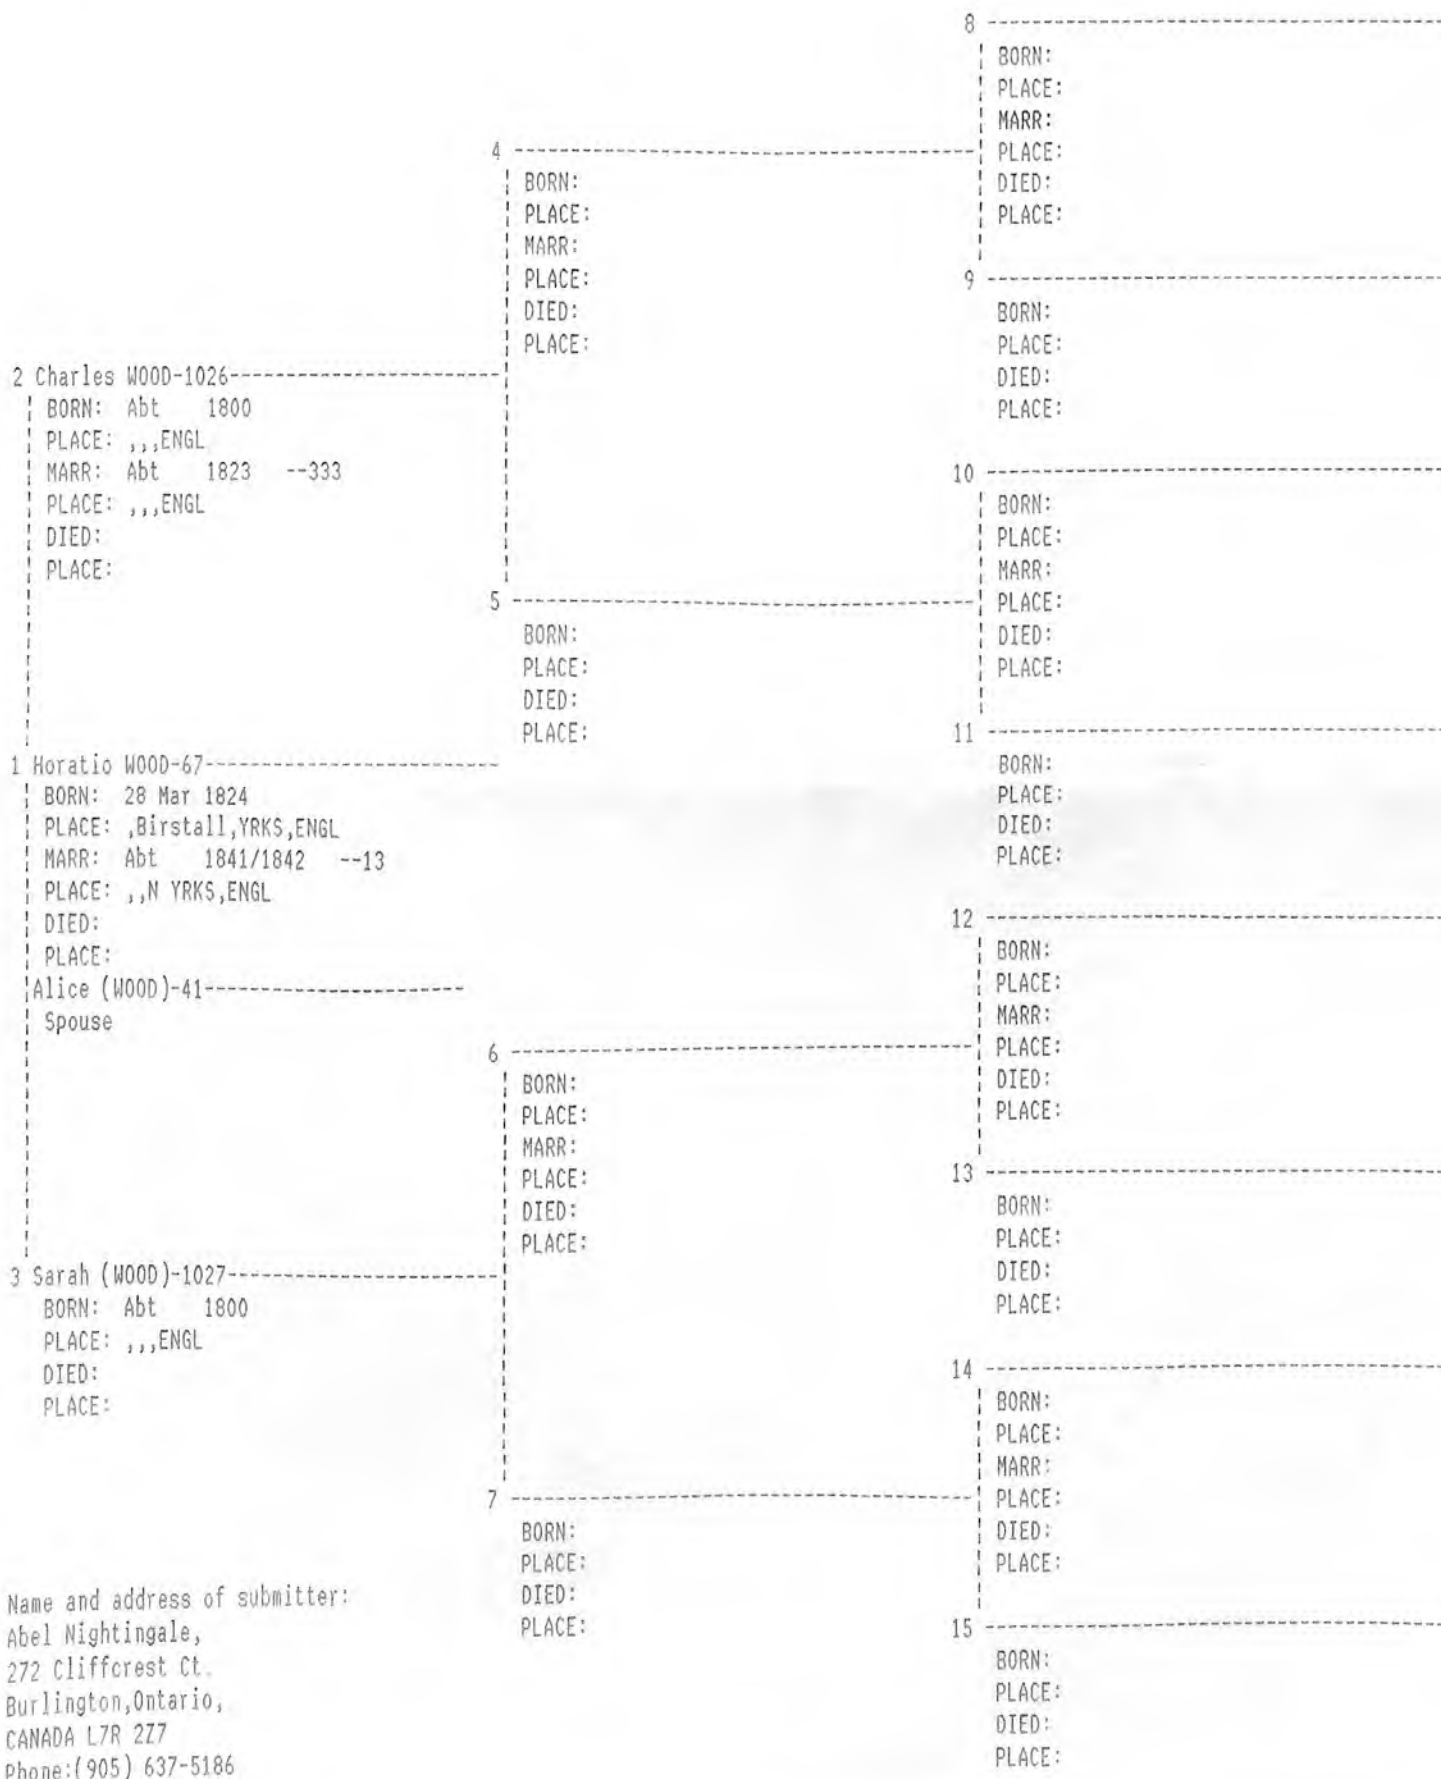 2 Charles WOOD-1026
BORN: Abt 1800
PLACE: ,,,ENGL
MARR: Abt 1823 --333
PLACE: ,,,ENGL
DIED:
PLACE:
1 Horatio WOOD-67
BORN: 28 Mar 1824
PLACE: ,Birstall,YRKS,ENGL
MARR: Abt 1841/1842 --13
PLACE: ,,N YRKS,ENGL
DIED:
PLACE:
Alice (WOOD)-41
Spouse
3 Sarah (WOOD)-1027
BORN: Abt 1800
PLACE: ,,,ENGL
DIED:
PLACE:
Name and address of submitter:
Abel Nightingale,
272 Cliffcrest Ct.
Burlington,Ontario,
CANADA L7R 2Z7
Phone:(905) 637-5186
4
BORN:
PLACE:
MARR:
PLACE:
DIED:
PLACE:
5
BORN:
PLACE:
DIED:
PLACE:
6
BORN:
PLACE:
MARR:
PLACE:
DIED:
PLACE:
7
BORN:
PLACE:
DIED:
PLACE:
8
BORN:
PLACE:
MARR:
PLACE:
DIED:
PLACE:
9
BORN:
PLACE:
DIED:
PLACE:
10
BORN:
PLACE:
MARR:
PLACE:
DIED:
PLACE:
11
BORN:
PLACE:
DIED:
PLACE:
12
BORN:
PLACE:
MARR:
PLACE:
DIED:
PLACE:
13
BORN:
PLACE:
DIED:
PLACE:
14
BORN:
PLACE:
MARR:
PLACE:
DIED:
PLACE:
15
BORN:
PLACE:
DIED:
PLACE: